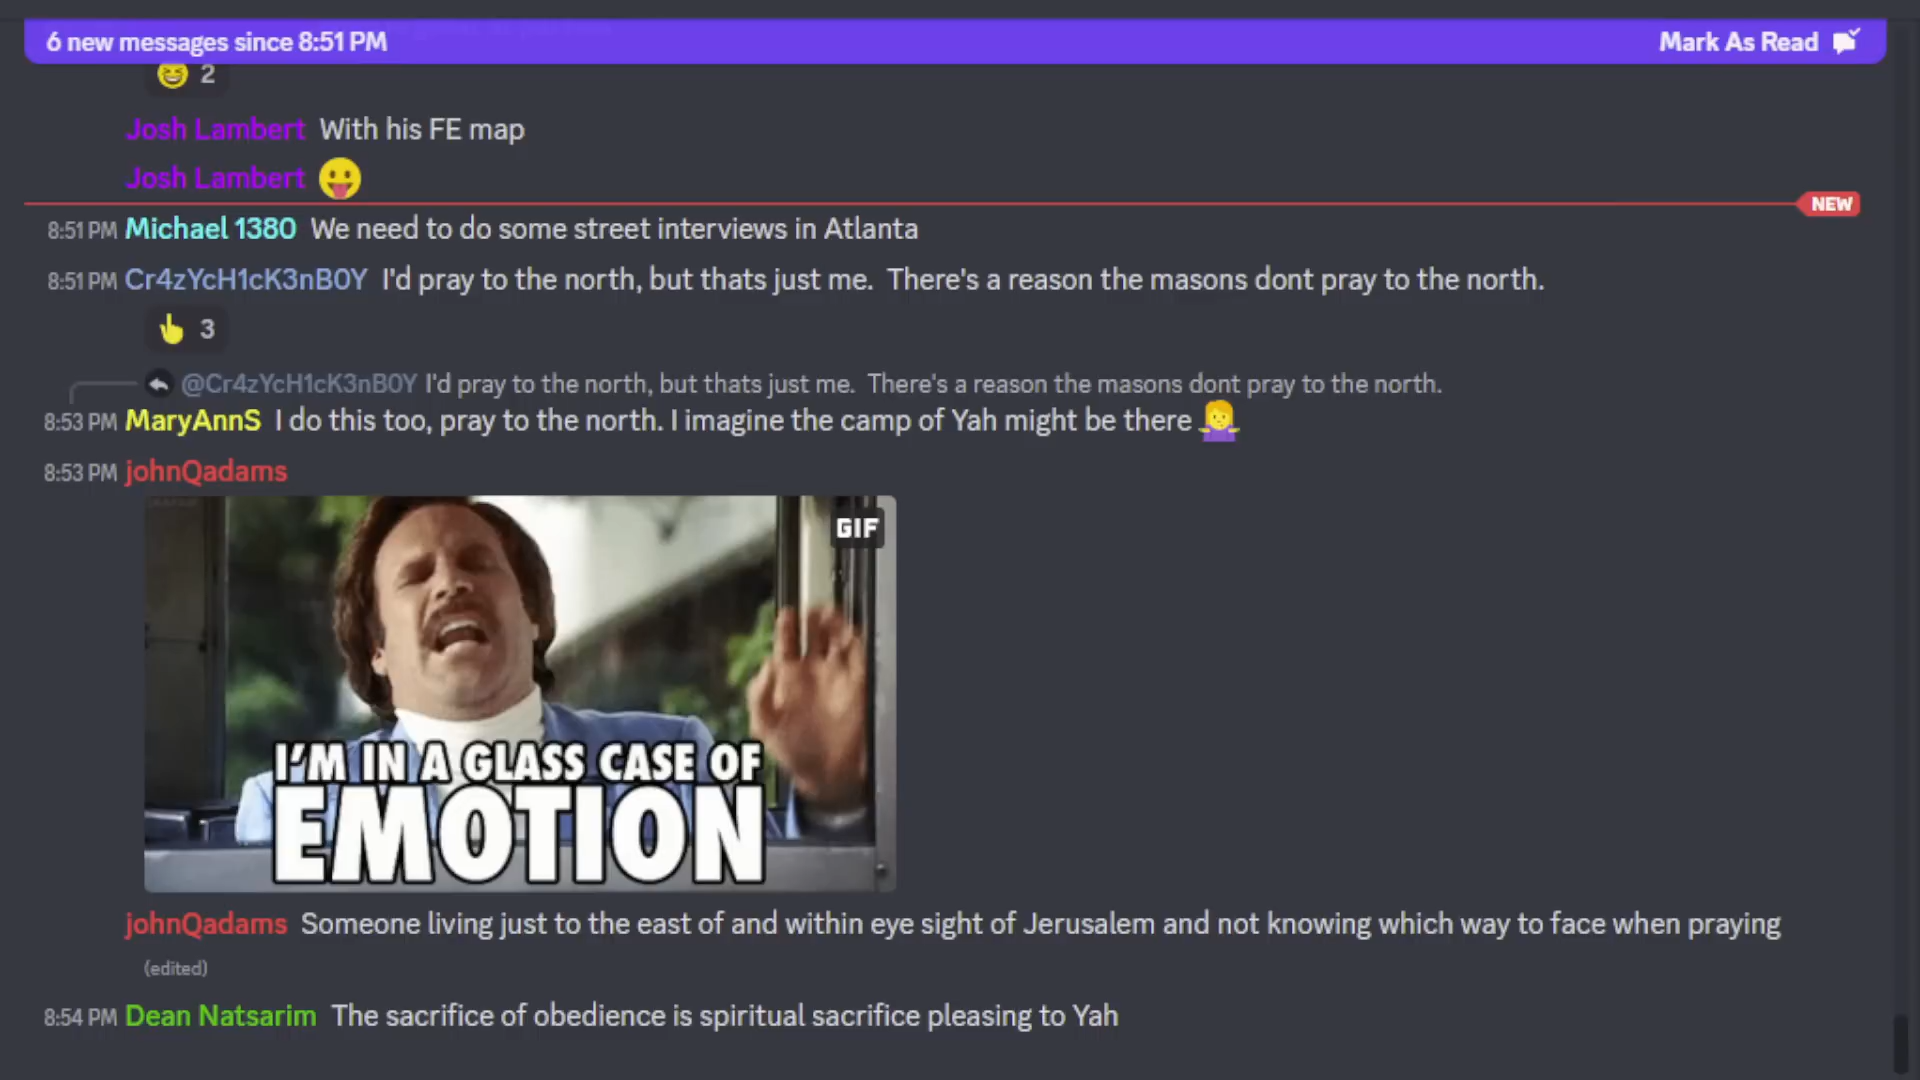 6 new messages since 8:51 PM
Mark As Read
2
Josh Lambert With his FE map
Josh Lambert
NEW
8:51 PM Michael 1380 We need to do some street interviews in Atlanta
8:51 PM Cr4zYcH1cK3nB0Y I'd pray to the north, but thats just me. There's a reason the masons dont pray to the north.
3
@Cr4zYcH1cK3nB0Y I'd pray to the north, but thats just me. There's a reason the masons dont pray to the north.
8:53 PM MaryAnnS I do this too, pray to the north. I imagine the camp of Yah might be there
8:53 PM johnQadams
GIF
I'M IN A GLASS CASE OF
EMOTION
johnQadams Someone living just to the east of and within eye sight of Jerusalem and not knowing which way to face when praying
(edited)
8:54 PM Dean Natsarim The sacrifice of obedience is spiritual sacrifice pleasing to Yah